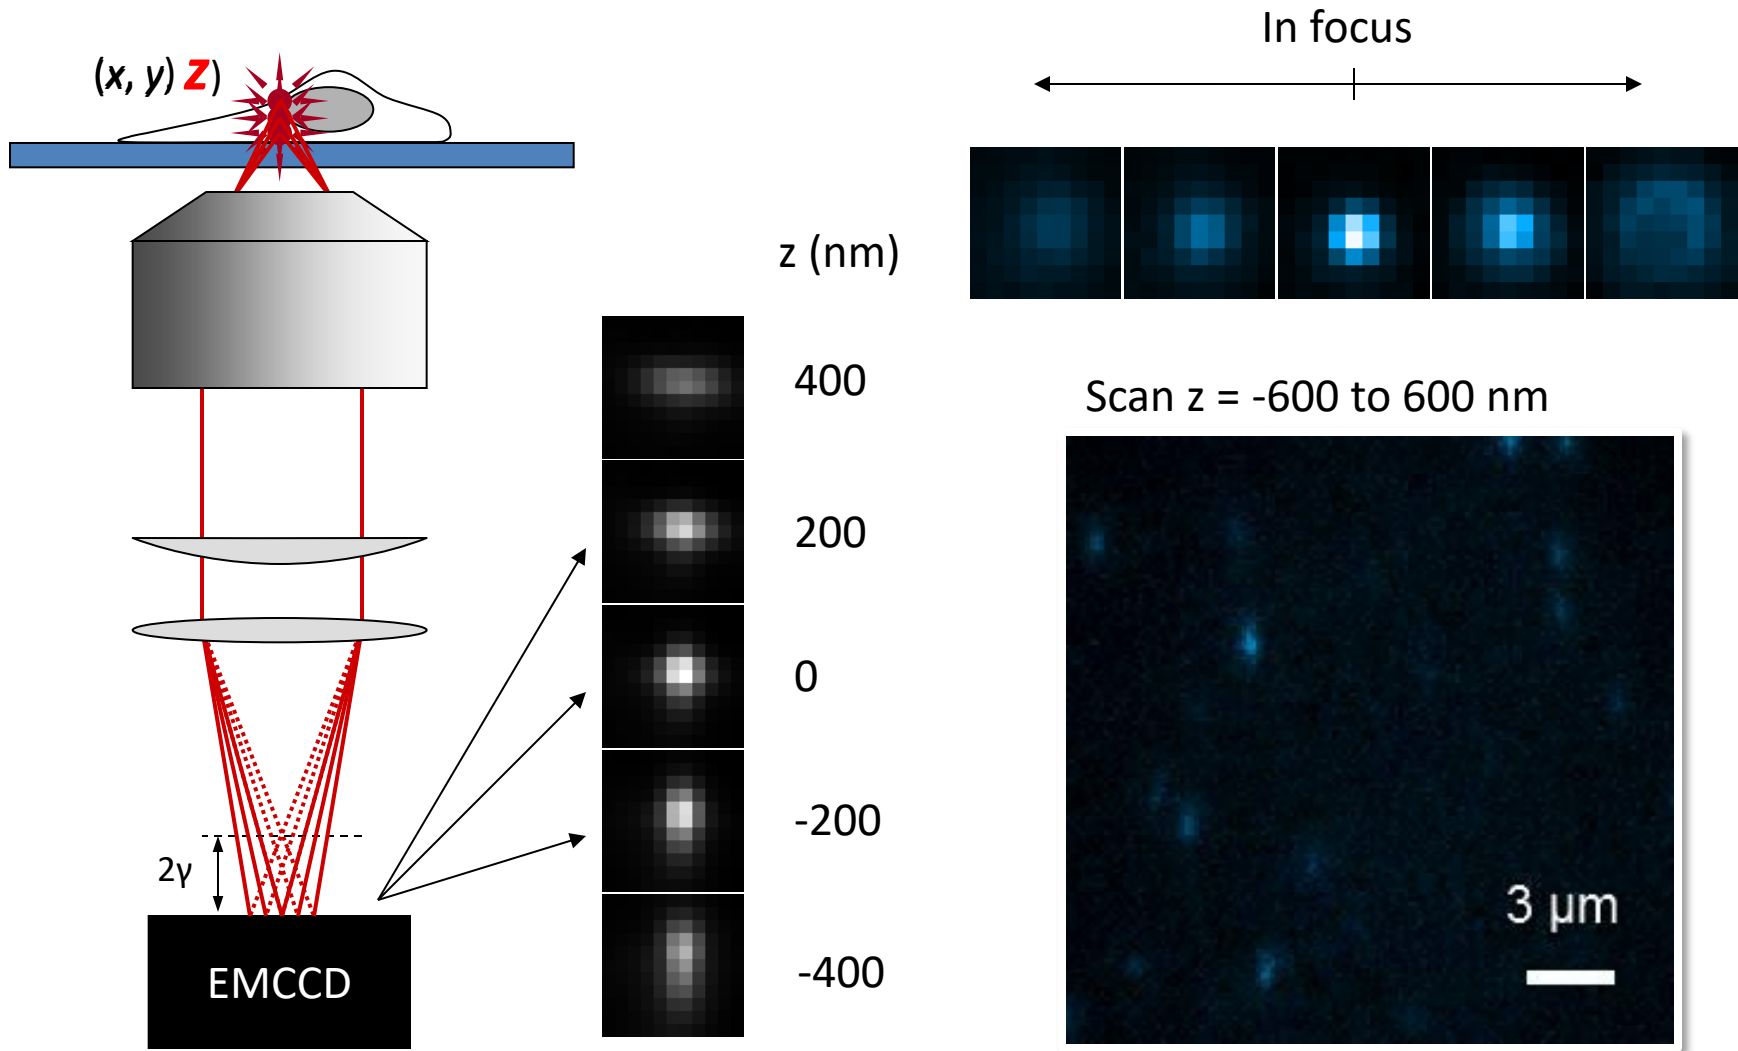 (x, y) z)
In focus
z (nm)
400
200
0
-200
-400
Scan z = -600 to 600 nm
3 µm
2γ
EMCCD